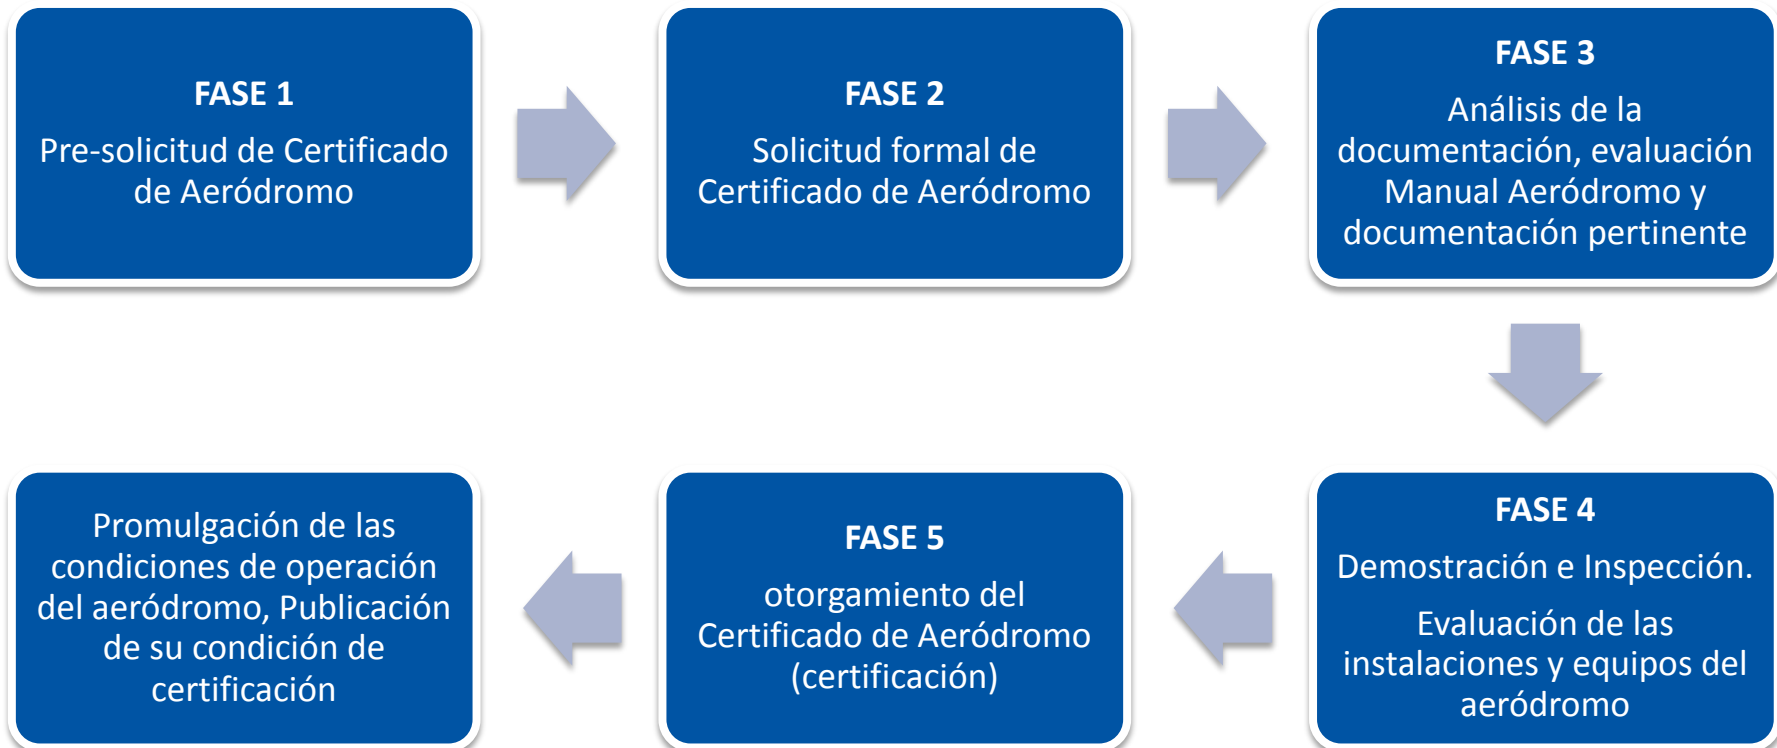 FASE 1
Pre-solicitud de Certificado
de Aeródromo
FASE 2
Solicitud formal de
Certificado de Aeródromo
FASE 3
Análisis de la
documentación, evaluación
Manual Aeródromo y
documentación pertinente
FASE 4
Demostración e Inspección.
Evaluación de las
instalaciones y equipos del
aeródromo
FASE 5
otorgamiento del
Certificado de Aeródromo
(certificación)
Promulgación de las
condiciones de operación
del aeródromo, Publicación
de su condición de
certificación